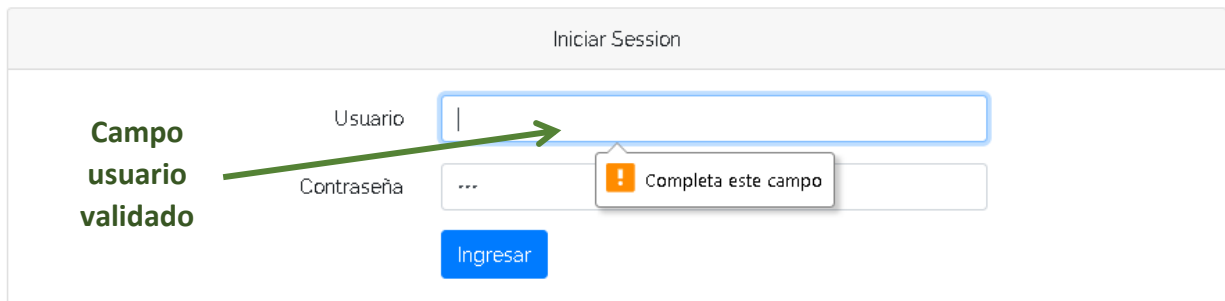 Iniciar Session
Usuario
Campo
usuario
validado
Contraseña
---
Completa este campo
Ingresar